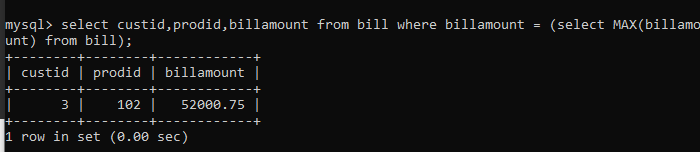 mysql> select custid,prodid,billamount from bill where billamount = (select MAX(billamo
unt) from bill);
+--------+--------+------------+
| custid | prodid | billamount |
+--------+--------+------------+
|      3 |    102 |   52000.75 |
+--------+--------+------------+
1 row in set (0.00 sec)